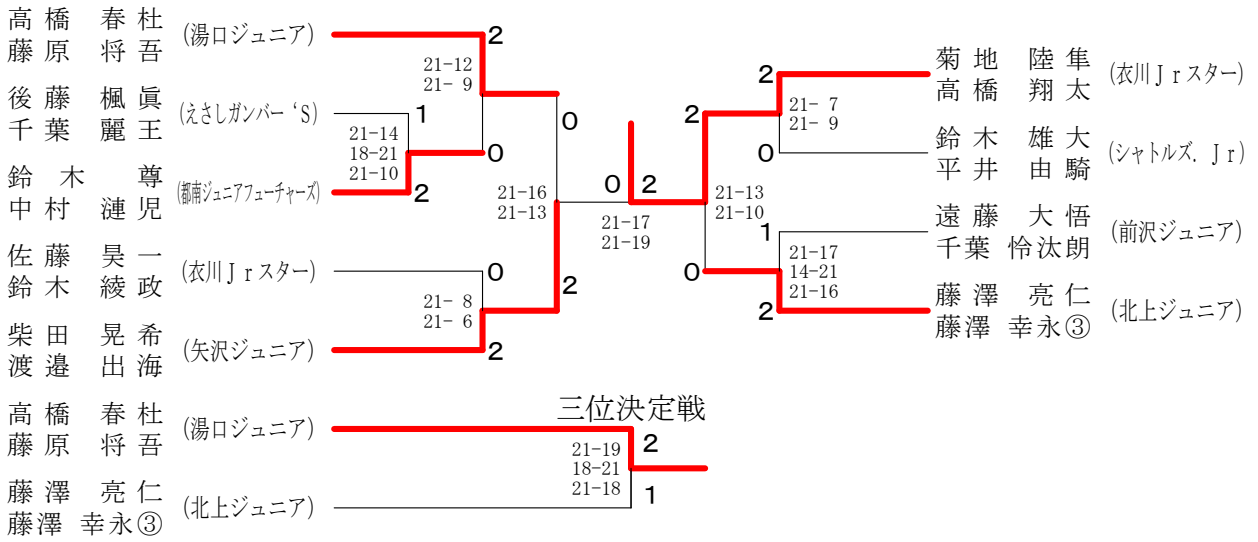 高橋 春杜
藤原 将吾
(湯口ジュニア)
2
21-12
21- 9
後藤 楓眞
千葉 麗王
(えさしガンバー‘S)
1
21-14
18-21
21-10
0
鈴木 尊
中村 漣児
(都南ジュニアフューチャーズ)
2
0
21-16
21-13
2
佐藤 昊一
鈴木 綾政
(衣川Jrスター)
0
21- 8
21- 6
柴田 晃希
渡邉 出海
(矢沢ジュニア)
2
0 2
21-17
21-19
菊地 陸隼
高橋 翔太
(衣川Jrスター)
2
21- 7
21- 9
鈴木 雄大
平井 由騎
(シャトルズ．Jr)
0
2
21-13
21-10
0
遠藤 大悟
千葉 怜汰朗
(前沢ジュニア)
1
21-17
14-21
21-16
藤澤 亮仁
藤澤 幸永③
(北上ジュニア)
2
三位決定戦
高橋 春杜
藤原 将吾
(湯口ジュニア)
21-19
18-21
21-18
2
1
藤澤 亮仁
藤澤 幸永③
(北上ジュニア)